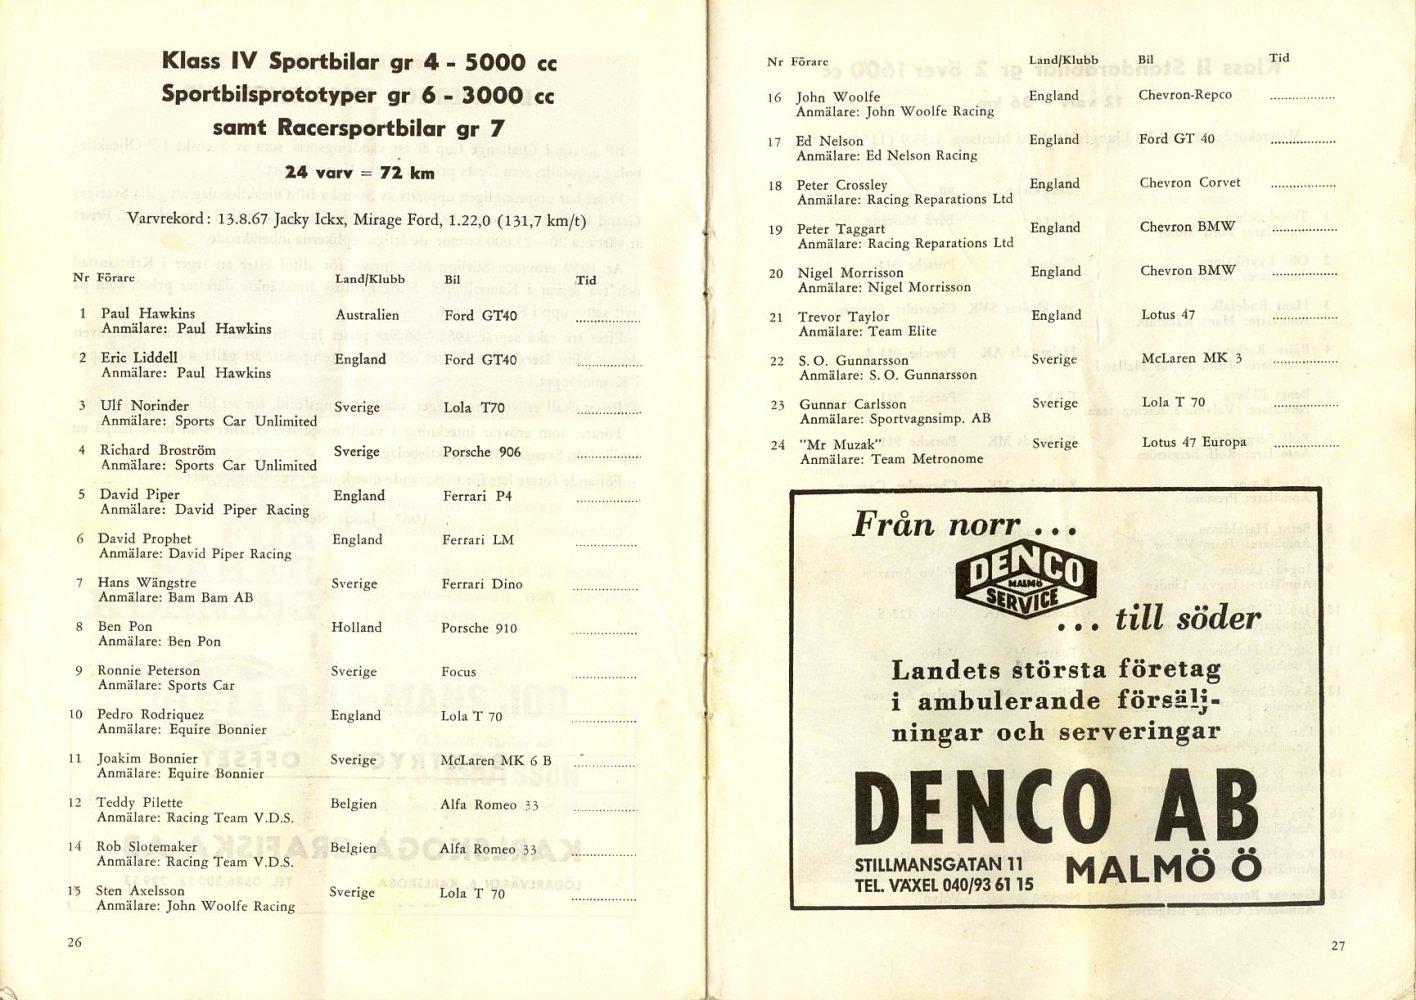 Klass IV Sportbilar gr 4 - 5000 cc
Sportbilsprototyper gr 6 - 3000 cc
samt Racersportbilar gr 7
24 varv = 72 km
Varvrekord: 13.8.67 Jacky Ickx, Mirage Ford, 1.22,0 (131,7 km/t)
Nr Förare Land/Klubb Bil Tid
1 Paul Hawkins Australien Ford GT40 ................
Anmälare: Paul Hawkins
2 Eric Liddell England Ford GT40 ................
Anmälare: Paul Hawkins
3 Ulf Norinder Sverige Lola T70 ................
Anmälare: Sports Car Unlimited
4 Richard Broström Sverige Porsche 906 ................
Anmälare: Sports Car Unlimited
5 David Piper England Ferrari P4 ................
Anmälare: David Piper Racing
6 David Prophet England Ferrari LM ................
Anmälare: David Piper Racing
7 Hans Wängstre Sverige Ferrari Dino ................
Anmälare: Bam Bam AB
8 Ben Pon Holland Porsche 910 ................
Anmälare: Ben Pon
9 Ronnie Peterson Sverige Focus ................
Anmälare: Sports Car
10 Pedro Rodriquez England Lola T 70 ................
Anmälare: Equire Bonnier
11 Joakim Bonnier Sverige McLaren MK 6 B ................
Anmälare: Equire Bonnier
12 Teddy Pilette Belgien Alfa Romeo 33 ................
Anmälare: Racing Team V.D.S.
14 Rob Slotemaker Belgien Alfa Romeo 33 ................
Anmälare: Racing Team V.D.S.
15 Sten Axelsson Sverige Lola T 70 ................
Anmälare: John Woolfe Racing
26
Nr Förare Land/Klubb Bil Tid
16 John Woolfe England Chevron-Repco ................
Anmälare: John Woolfe Racing
17 Ed Nelson England Ford GT 40 ................
Anmälare: Ed Nelson Racing
18 Peter Crossley England Chevron Corvet ................
Anmälare: Racing Reparations Ltd
19 Peter Taggart England Chevron BMW ................
Anmälare: Racing Reparations Ltd
20 Nigel Morrisson England Chevron BMW ................
Anmälare: Nigel Morrisson
21 Trevor Taylor England Lotus 47 ................
Anmälare: Team Elite
22 S. O. Gunnarsson Sverige McLaren MK 3 ................
Anmälare: S. O. Gunnarsson
23 Gunnar Carlsson Sverige Lola T 70 ................
Anmälare: Sportvagnsimp. AB
24 "Mr Muzak" Sverige Lotus 47 Europa ................
Anmälare: Team Metronome
Från norr ...
DENCO
MALMÖ
SERVICE
... till söder
Landets största företag
i ambulerande försälj-
ningar och serveringar
DENCO AB
STILLMANSGATAN 11
TEL. VÄXEL 040/93 61 15
MALMÖ Ö
27